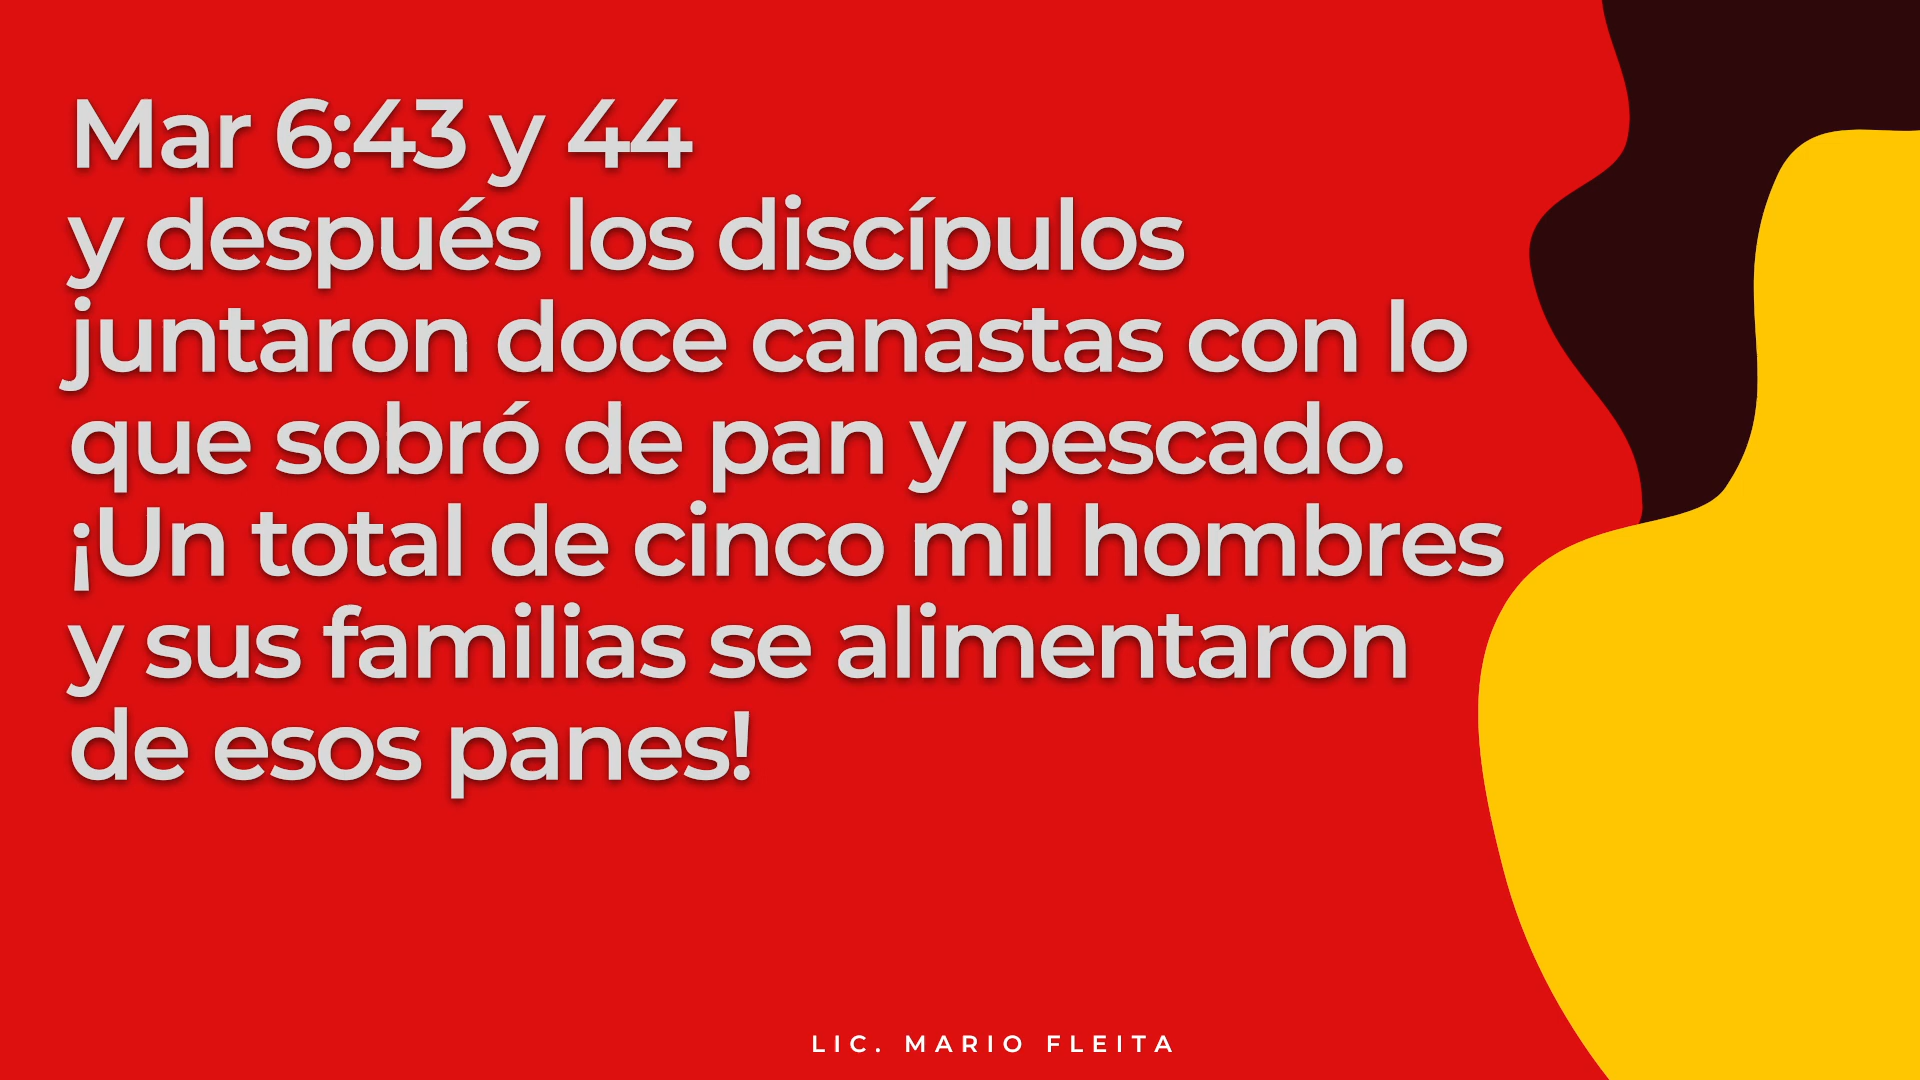 Mar 6:43 y 44
y después los discípulos
juntaron doce canastas con lo
que sobró de pan y pescado.
¡Un total de cinco mil hombres
y sus familias se alimentaron
de esos panes!
LIC. MARIO FLEITA